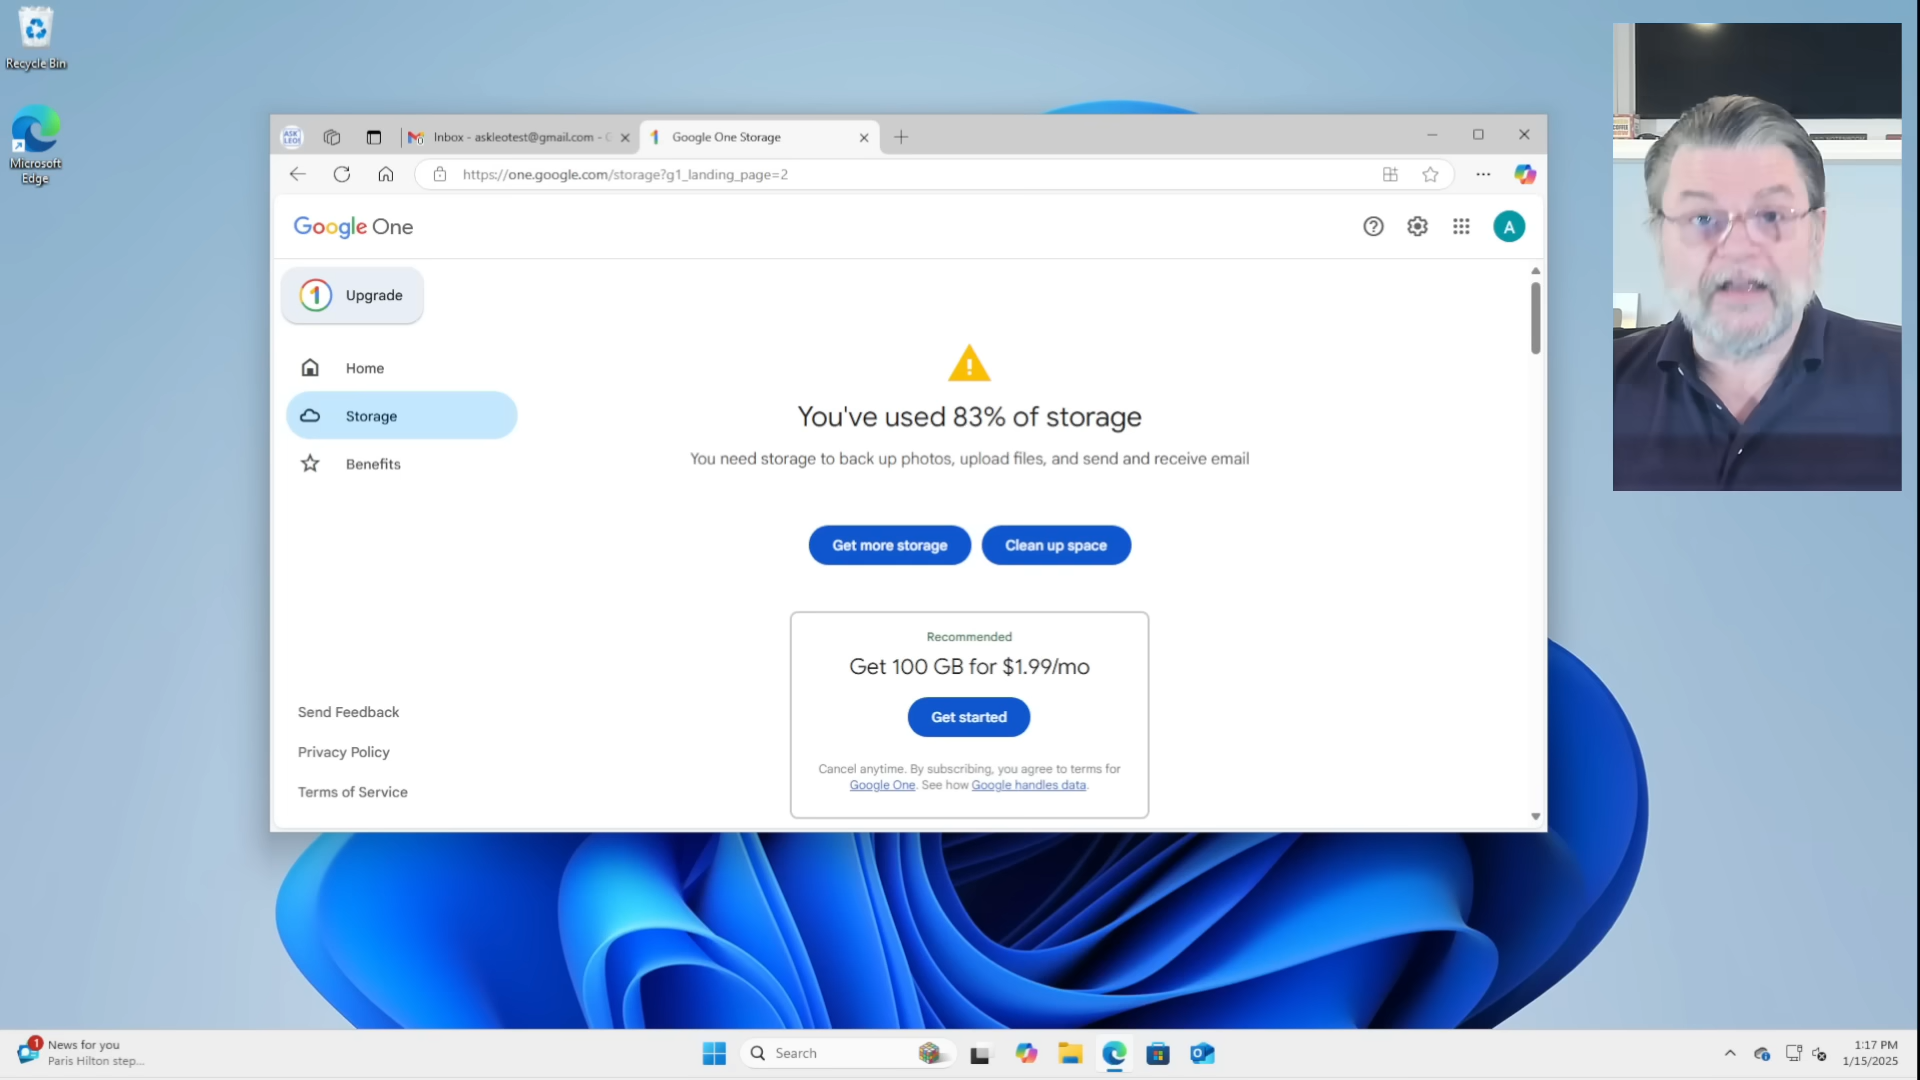 Recycle Bin
Microsoft
Edge
ASK
LEO!
Inbox - askleotest@gmail.com - G
Google One Storage
https://one.google.com/storage?g1_landing_page=2
Google One
A
1 Upgrade
Home
Storage
Benefits
You've used 83% of storage
You need storage to back up photos, upload files, and send and receive email
Get more storage
Clean up space
Recommended
Get 100 GB for $1.99/mo
Get started
Cancel anytime. By subscribing, you agree to terms for
Google One. See how Google handles data.
Send Feedback
Privacy Policy
Terms of Service
1
News for you
Paris Hilton step...
Search
1:17 PM
1/15/2025